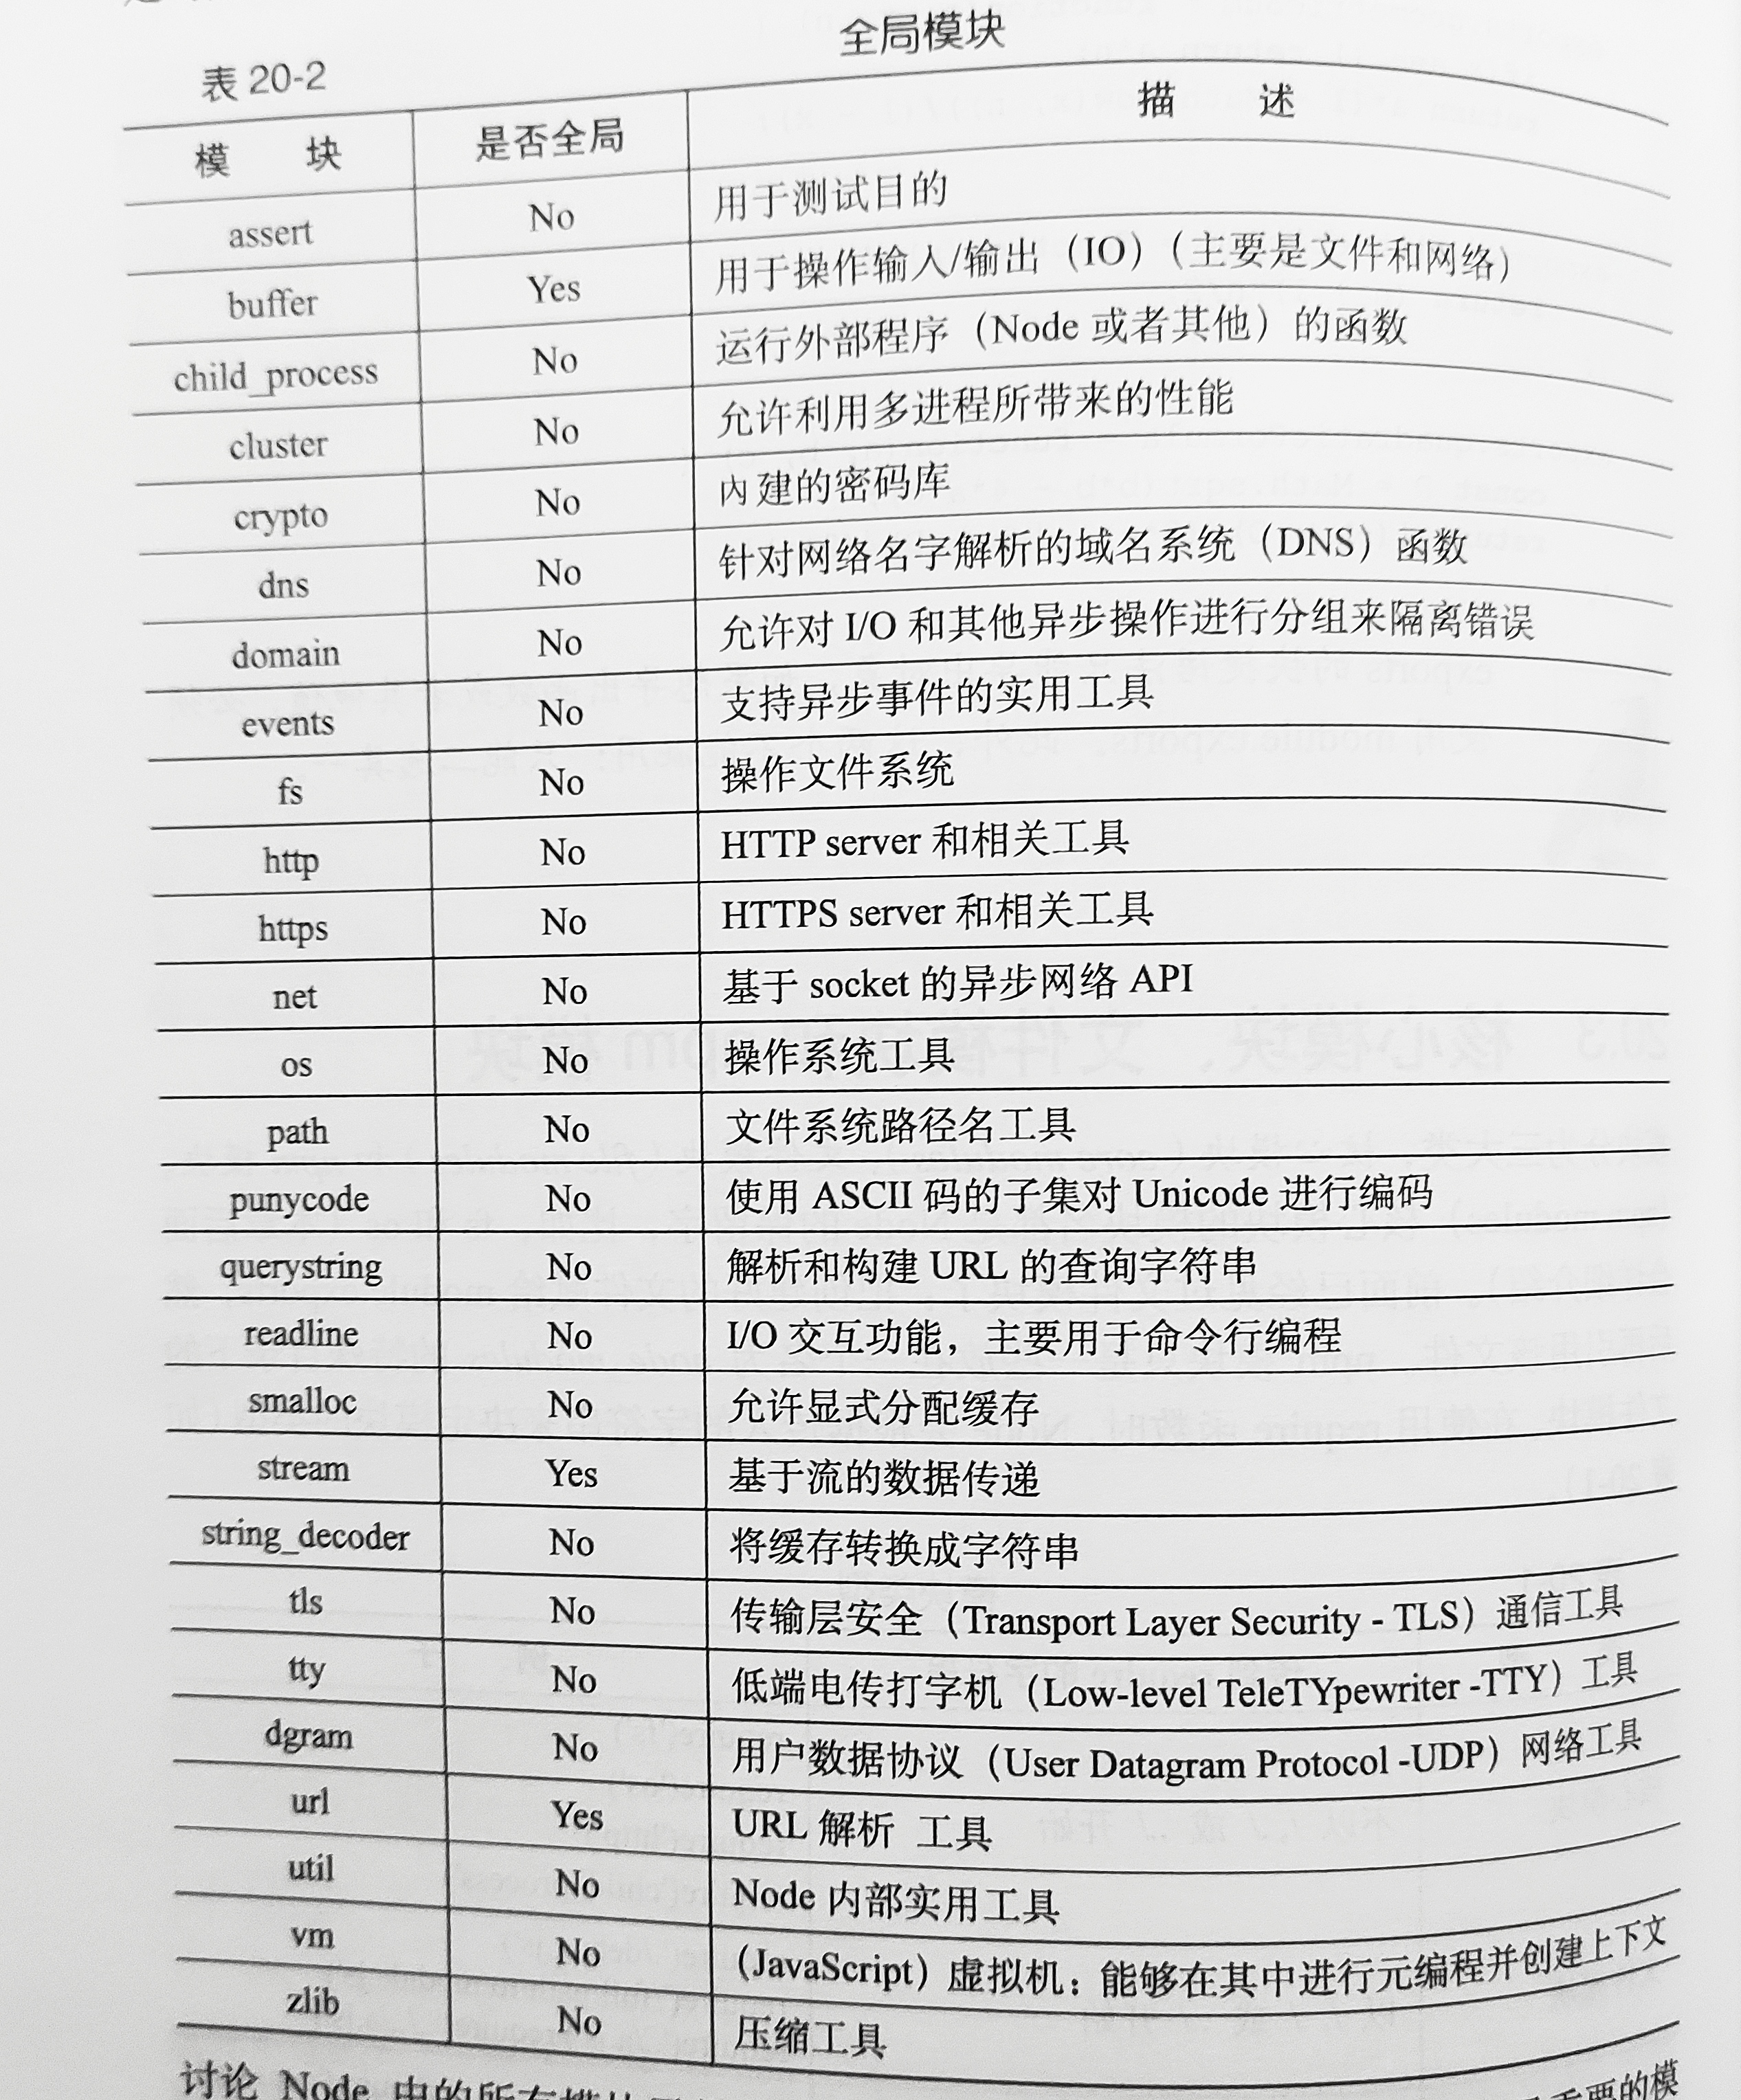 全局模块
表 20-2
模 块 是否全局 描 述
assert No 用于测试目的
buffer Yes 用于操作输入/输出（IO）（主要是文件和网络）
child_process No 运行外部程序（Node 或者其他）的函数
cluster No 允许利用多进程所带来的性能
crypto No 内建的密码库
dns No 针对网络名字解析的域名系统（DNS）函数
domain No 允许对 I/O 和其他异步操作进行分组来隔离错误
events No 支持异步事件的实用工具
fs No 操作文件系统
http No HTTP server 和相关工具
https No HTTPS server 和相关工具
net No 基于 socket 的异步网络 API
os No 操作系统工具
path No 文件系统路径名工具
punycode No 使用 ASCII 码的子集对 Unicode 进行编码
querystring No 解析和构建 URL 的查询字符串
readline No I/O 交互功能，主要用于命令行编程
smalloc No 允许显式分配缓存
stream Yes 基于流的数据传递
string_decoder No 将缓存转换成字符串
tls No 传输层安全（Transport Layer Security - TLS）通信工具
tty No 低端电传打字机（Low-level TeleTYpewriter -TTY）工具
dgram No 用户数据协议（User Datagram Protocol -UDP）网络工具
url Yes URL 解析 工具
util No Node 内部实用工具
vm No (JavaScript）虚拟机：能够在其中进行元编程并创建上下文
zlib No 压缩工具
讨论 Node 中的所有模块 重要的模